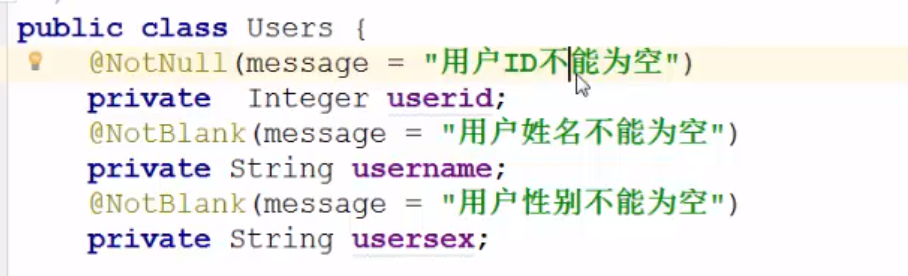 public class Users {
@NotNull(message = "用户ID不能为空")
private  Integer userid;
@NotBlank(message = "用户姓名不能为空")
private String username;
@NotBlank(message = "用户性别不能为空")
private String usersex;